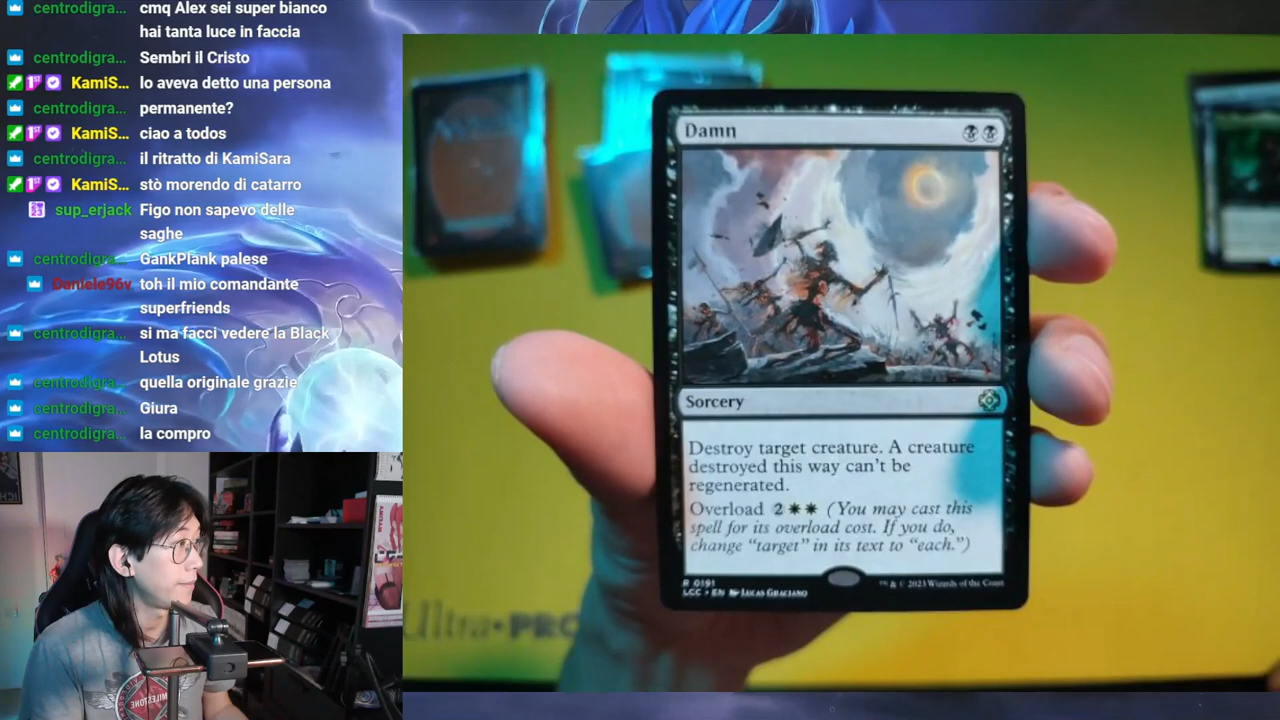 cmq Alex sei super bianco
hai tanta luce in faccia
centrodigra... Sembri il Cristo
KamiS... lo aveva detto una persona
centrodigra... permanente?
KamiS... ciao a todos
centrodigra... il ritratto di KamiSara
KamiS... stò morendo di catarro
sup_erjack Figo non sapevo delle
saghe
centrodigra... GankPlank palese
Daniele96v toh il mio comandante
superfriends
centrodigra... si ma facci vedere la Black
Lotus
centrodigra... quella originale grazie
centrodigra... Giura
centrodigra... la compro
Damn
Sorcery
Destroy target creature. A creature
destroyed this way can't be
regenerated.
Overload 2 (You may cast this
spell for its overload cost. If you do,
change "target" in its text to "each.")
R 0191
LCC • EN Lucas Graciano
™ & © 2023 Wizards of the Coast
Ultra•PRO